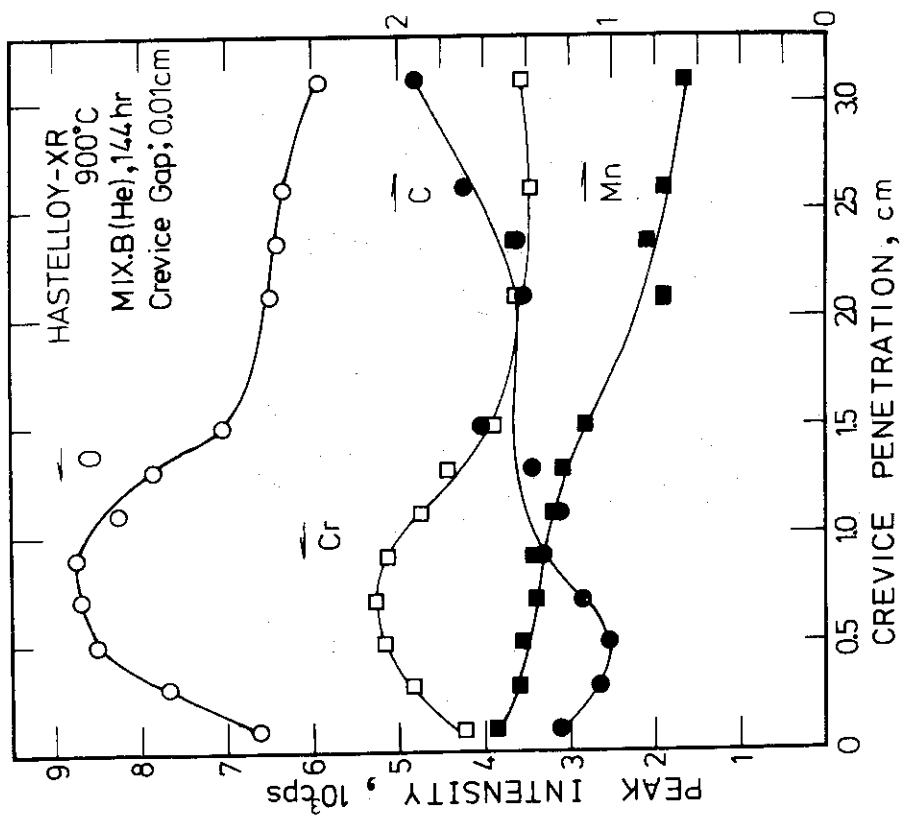 HASTELLOY-XR
900°C
MIX.B(He),144hr
Crevice Gap; 0.01cm
O
Cr
C
Mn
9
8
7
6
5
4
3
2
1
PEAK INTENSITY, 10³cps
2
1
0
0
0.5
1.0
1.5
2.0
2.5
3.0
CREVICE PENETRATION, cm